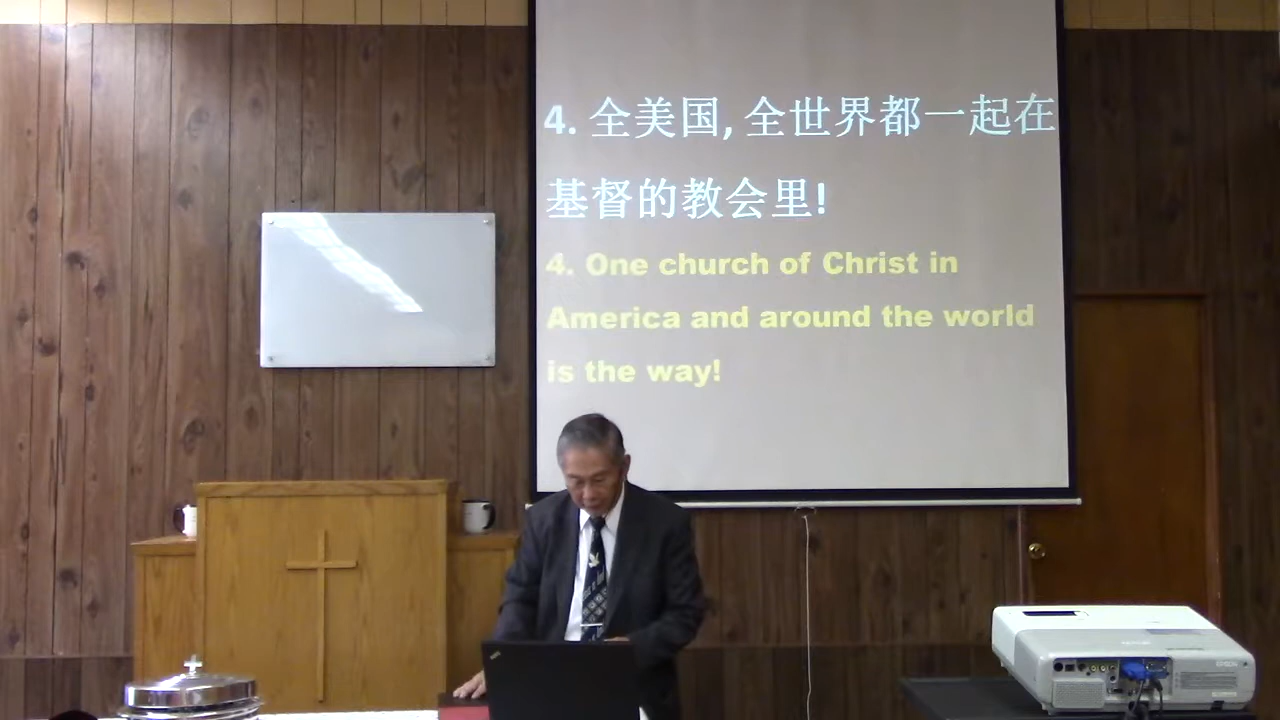 4. 全美国, 全世界都一起在
基督的教会里!
4. One church of Christ in
America and around the world
is the way!
EPSON